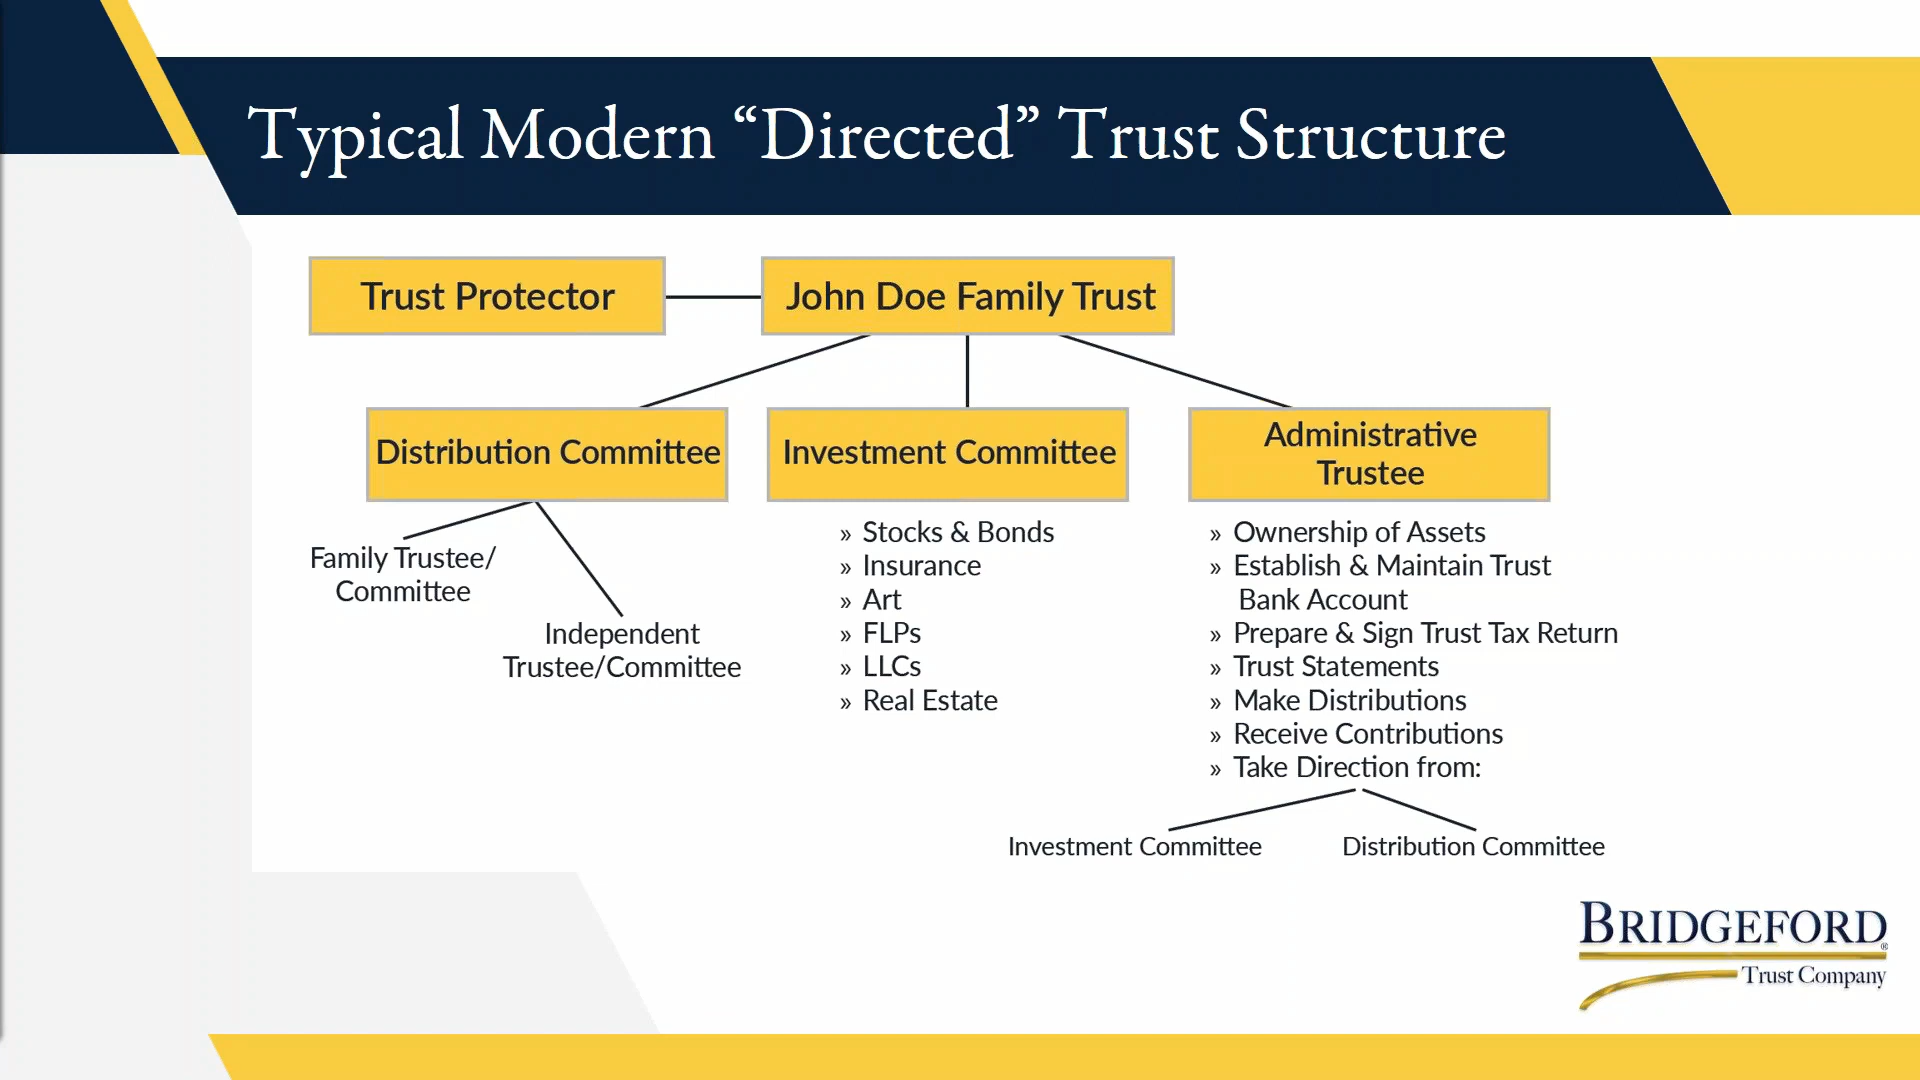 Typical Modern “Directed” Trust Structure
Trust Protector
John Doe Family Trust
Distribution Committee
Family Trustee/
Committee
Independent
Trustee/Committee
Investment Committee
» Stocks & Bonds
» Insurance
» Art
» FLPs
» LLCs
» Real Estate
Administrative
Trustee
» Ownership of Assets
» Establish & Maintain Trust
Bank Account
» Prepare & Sign Trust Tax Return
» Trust Statements
» Make Distributions
» Receive Contributions
» Take Direction from:
Investment Committee
Distribution Committee
BRIDGEFORD®
Trust Company